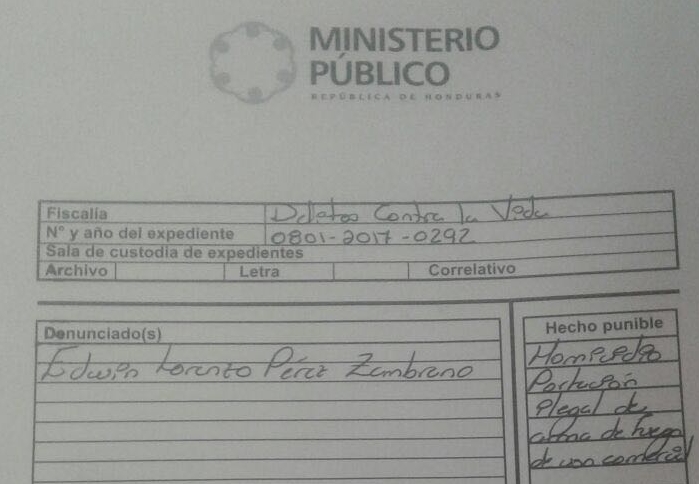 MINISTERIO
PÚBLICO
REPÚBLICA DE HONDURAS
Fiscalía Delitos Contra la Vida
Nº y año del expediente 0801-2017-0292
Sala de custodia de expedientes
Archivo Letra Correlativo
Denunciado(s)
Edwin Lorenzo Pérez Zambrano
Hecho punible
Homicidio
Portación
ilegal de
arma de fuego
de uso comercial